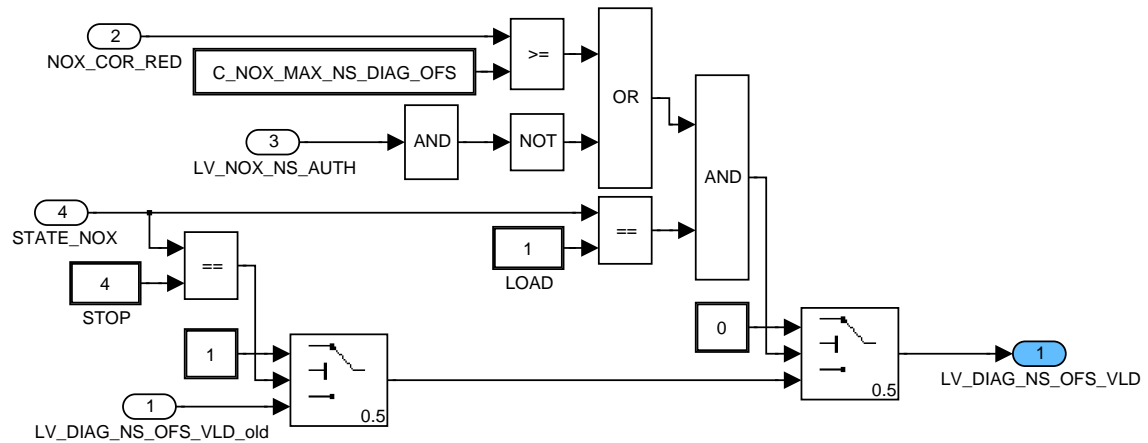 2
NOX_COR_RED
C_NOX_MAX_NS_DIAG_OFS
>=
OR
3
LV_NOX_NS_AUTH
AND
NOT
AND
4
STATE_NOX
==
1
LOAD
==
4
STOP
1
0
0.5
1
LV_DIAG_NS_OFS_VLD
1
LV_DIAG_NS_OFS_VLD_old
0.5